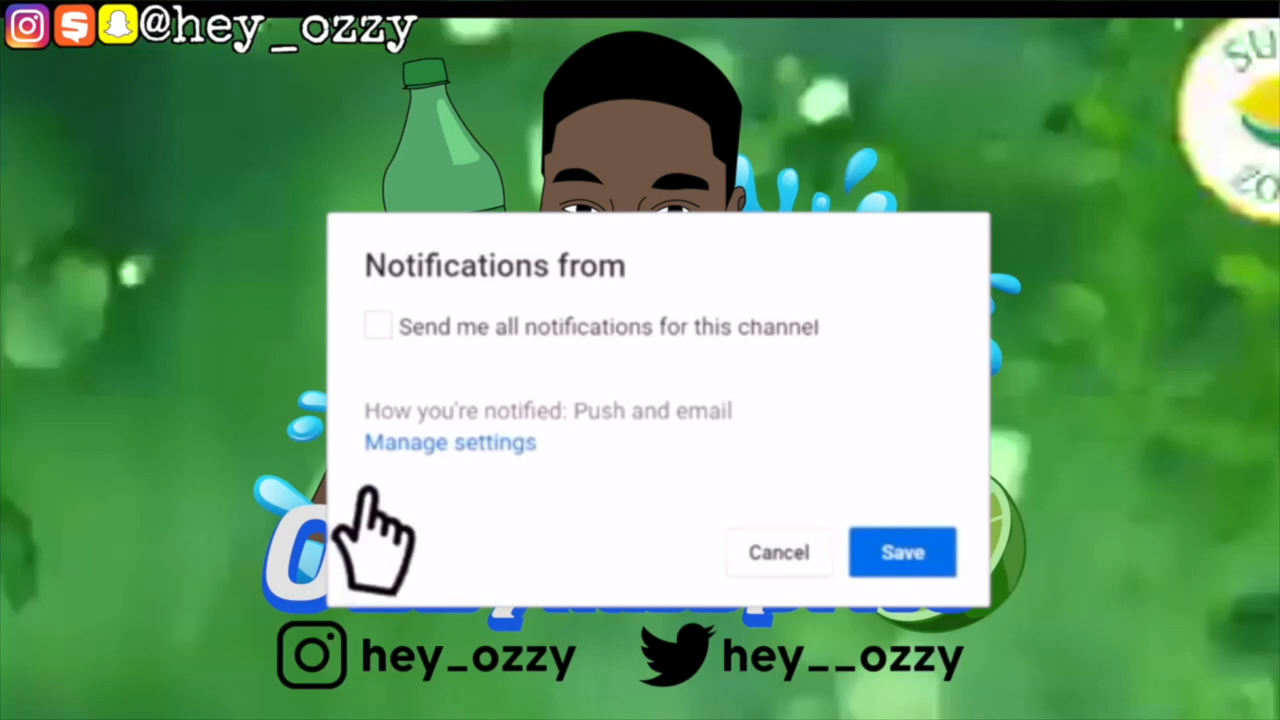 @hey_ozzy
Notifications from
Send me all notifications for this channel
How you're notified: Push and email
Manage settings
Cancel
Save
hey_ozzy
hey__ozzy